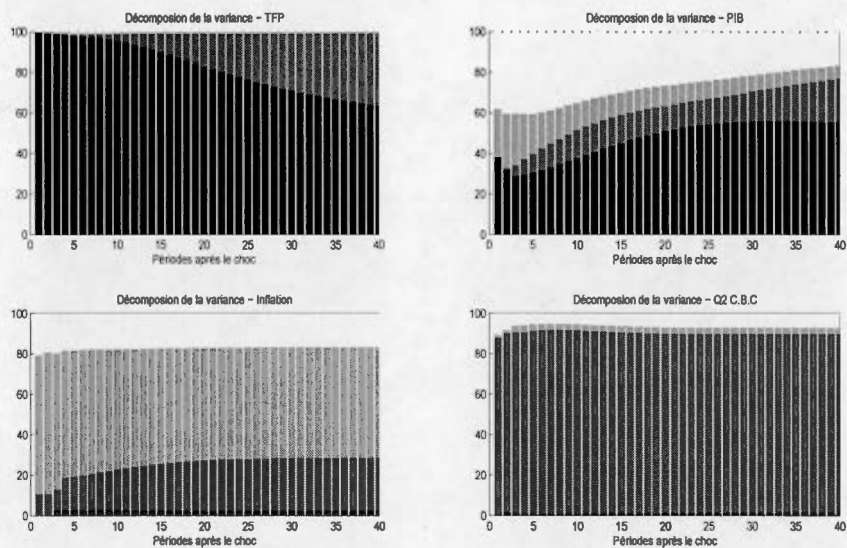 Décomposion de la variance - TFP
100
80
60
40
20
0
0 5 10 15 20 25 30 35 40
Périodes après le choc
Décomposion de la variance - PIB
100
80
60
40
20
0
0 5 10 15 20 25 30 35 40
Périodes après le choc
Décomposion de la variance - Inflation
100
80
60
40
20
0
0 5 10 15 20 25 30 35 40
Périodes après le choc
Décomposion de la variance - Q2 C.B.C
100
80
60
40
20
0
0 5 10 15 20 25 30 35 40
Périodes après le choc